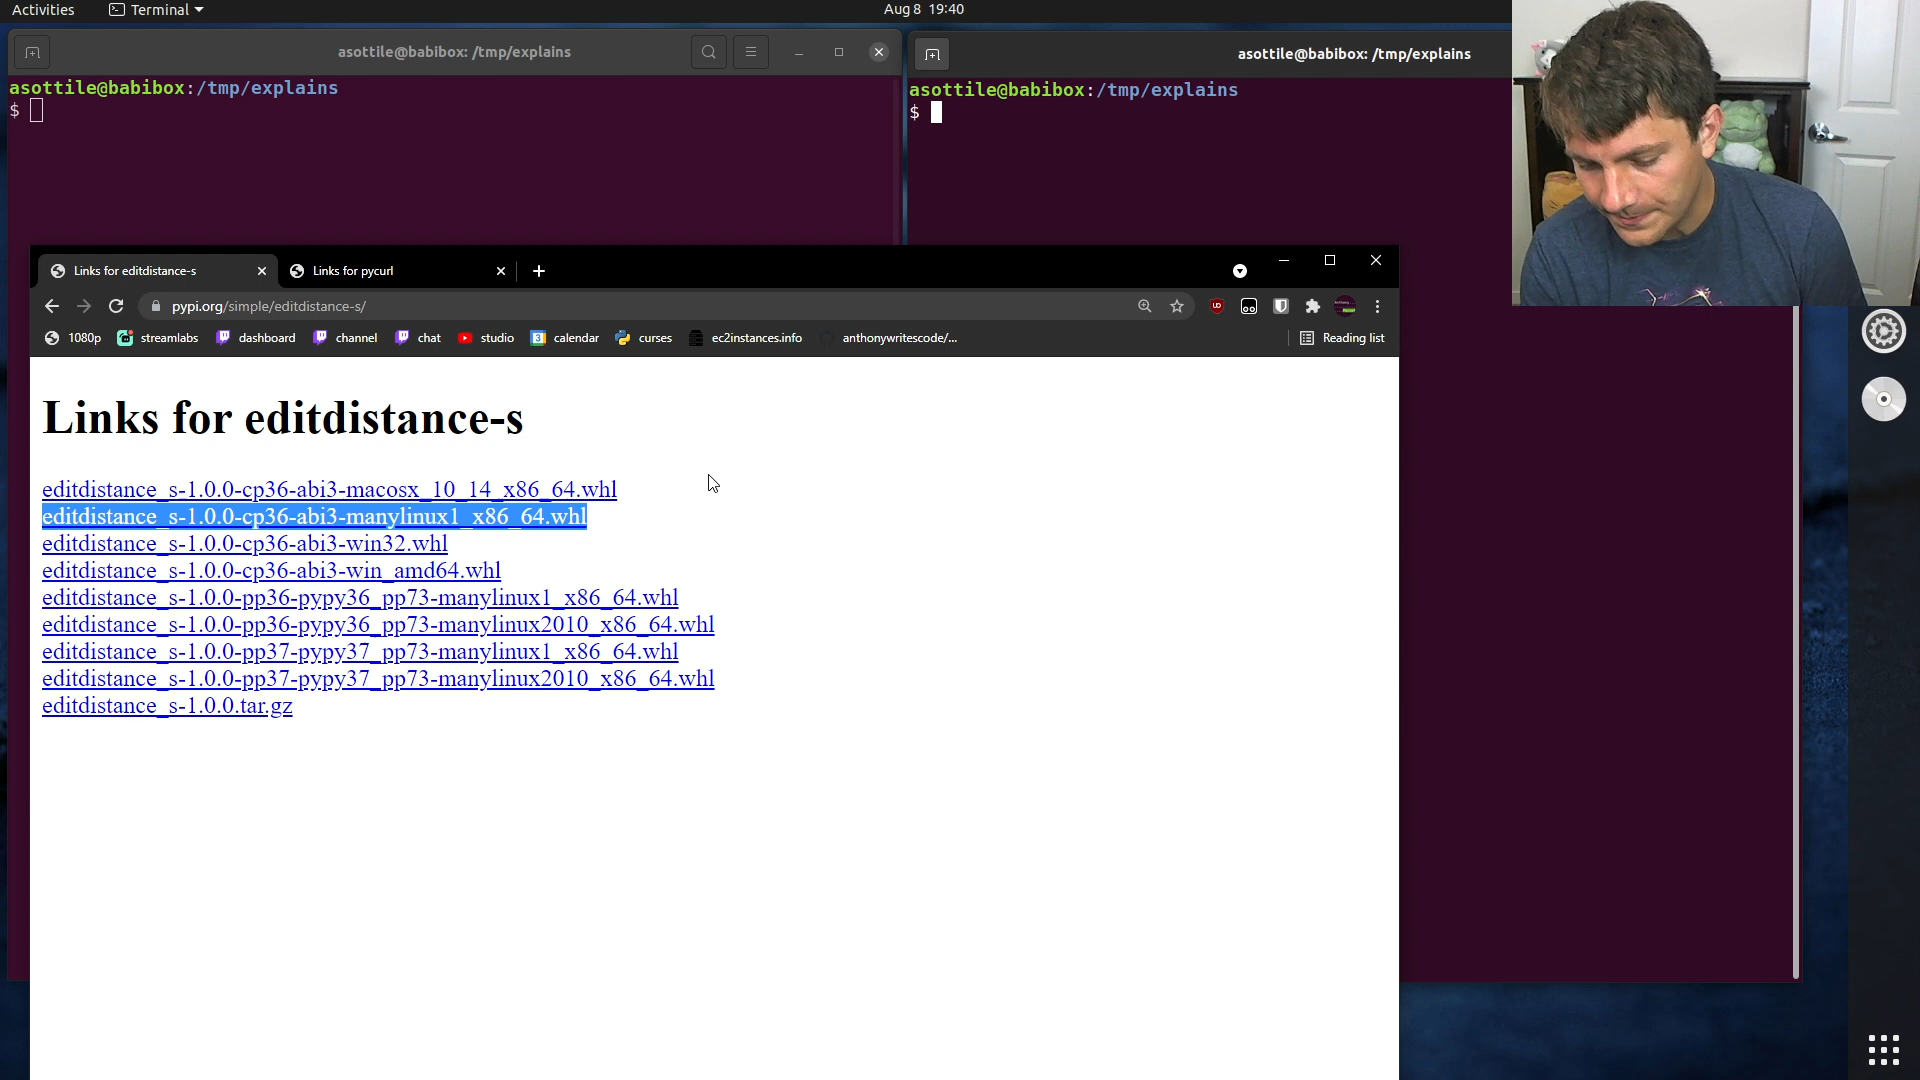 Activities
Terminal
Aug 8 19:40
asottile@babibox: /tmp/explains
asottile@babibox:/tmp/explains
$
asottile@babibox: /tmp/explains
asottile@babibox:/tmp/explains
$
Links for editdistance-s
Links for pycurl
pypi.org/simple/editdistance-s/
1080p
streamlabs
dashboard
channel
chat
studio
calendar
curses
ec2instances.info
anthonywritescode/...
Reading list
Links for editdistance-s
editdistance_s-1.0.0-cp36-abi3-macosx_10_14_x86_64.whl
editdistance_s-1.0.0-cp36-abi3-manylinux1_x86_64.whl
editdistance_s-1.0.0-cp36-abi3-win32.whl
editdistance_s-1.0.0-cp36-abi3-win_amd64.whl
editdistance_s-1.0.0-pp36-pypy36_pp73-manylinux1_x86_64.whl
editdistance_s-1.0.0-pp36-pypy36_pp73-manylinux2010_x86_64.whl
editdistance_s-1.0.0-pp37-pypy37_pp73-manylinux1_x86_64.whl
editdistance_s-1.0.0-pp37-pypy37_pp73-manylinux2010_x86_64.whl
editdistance_s-1.0.0.tar.gz